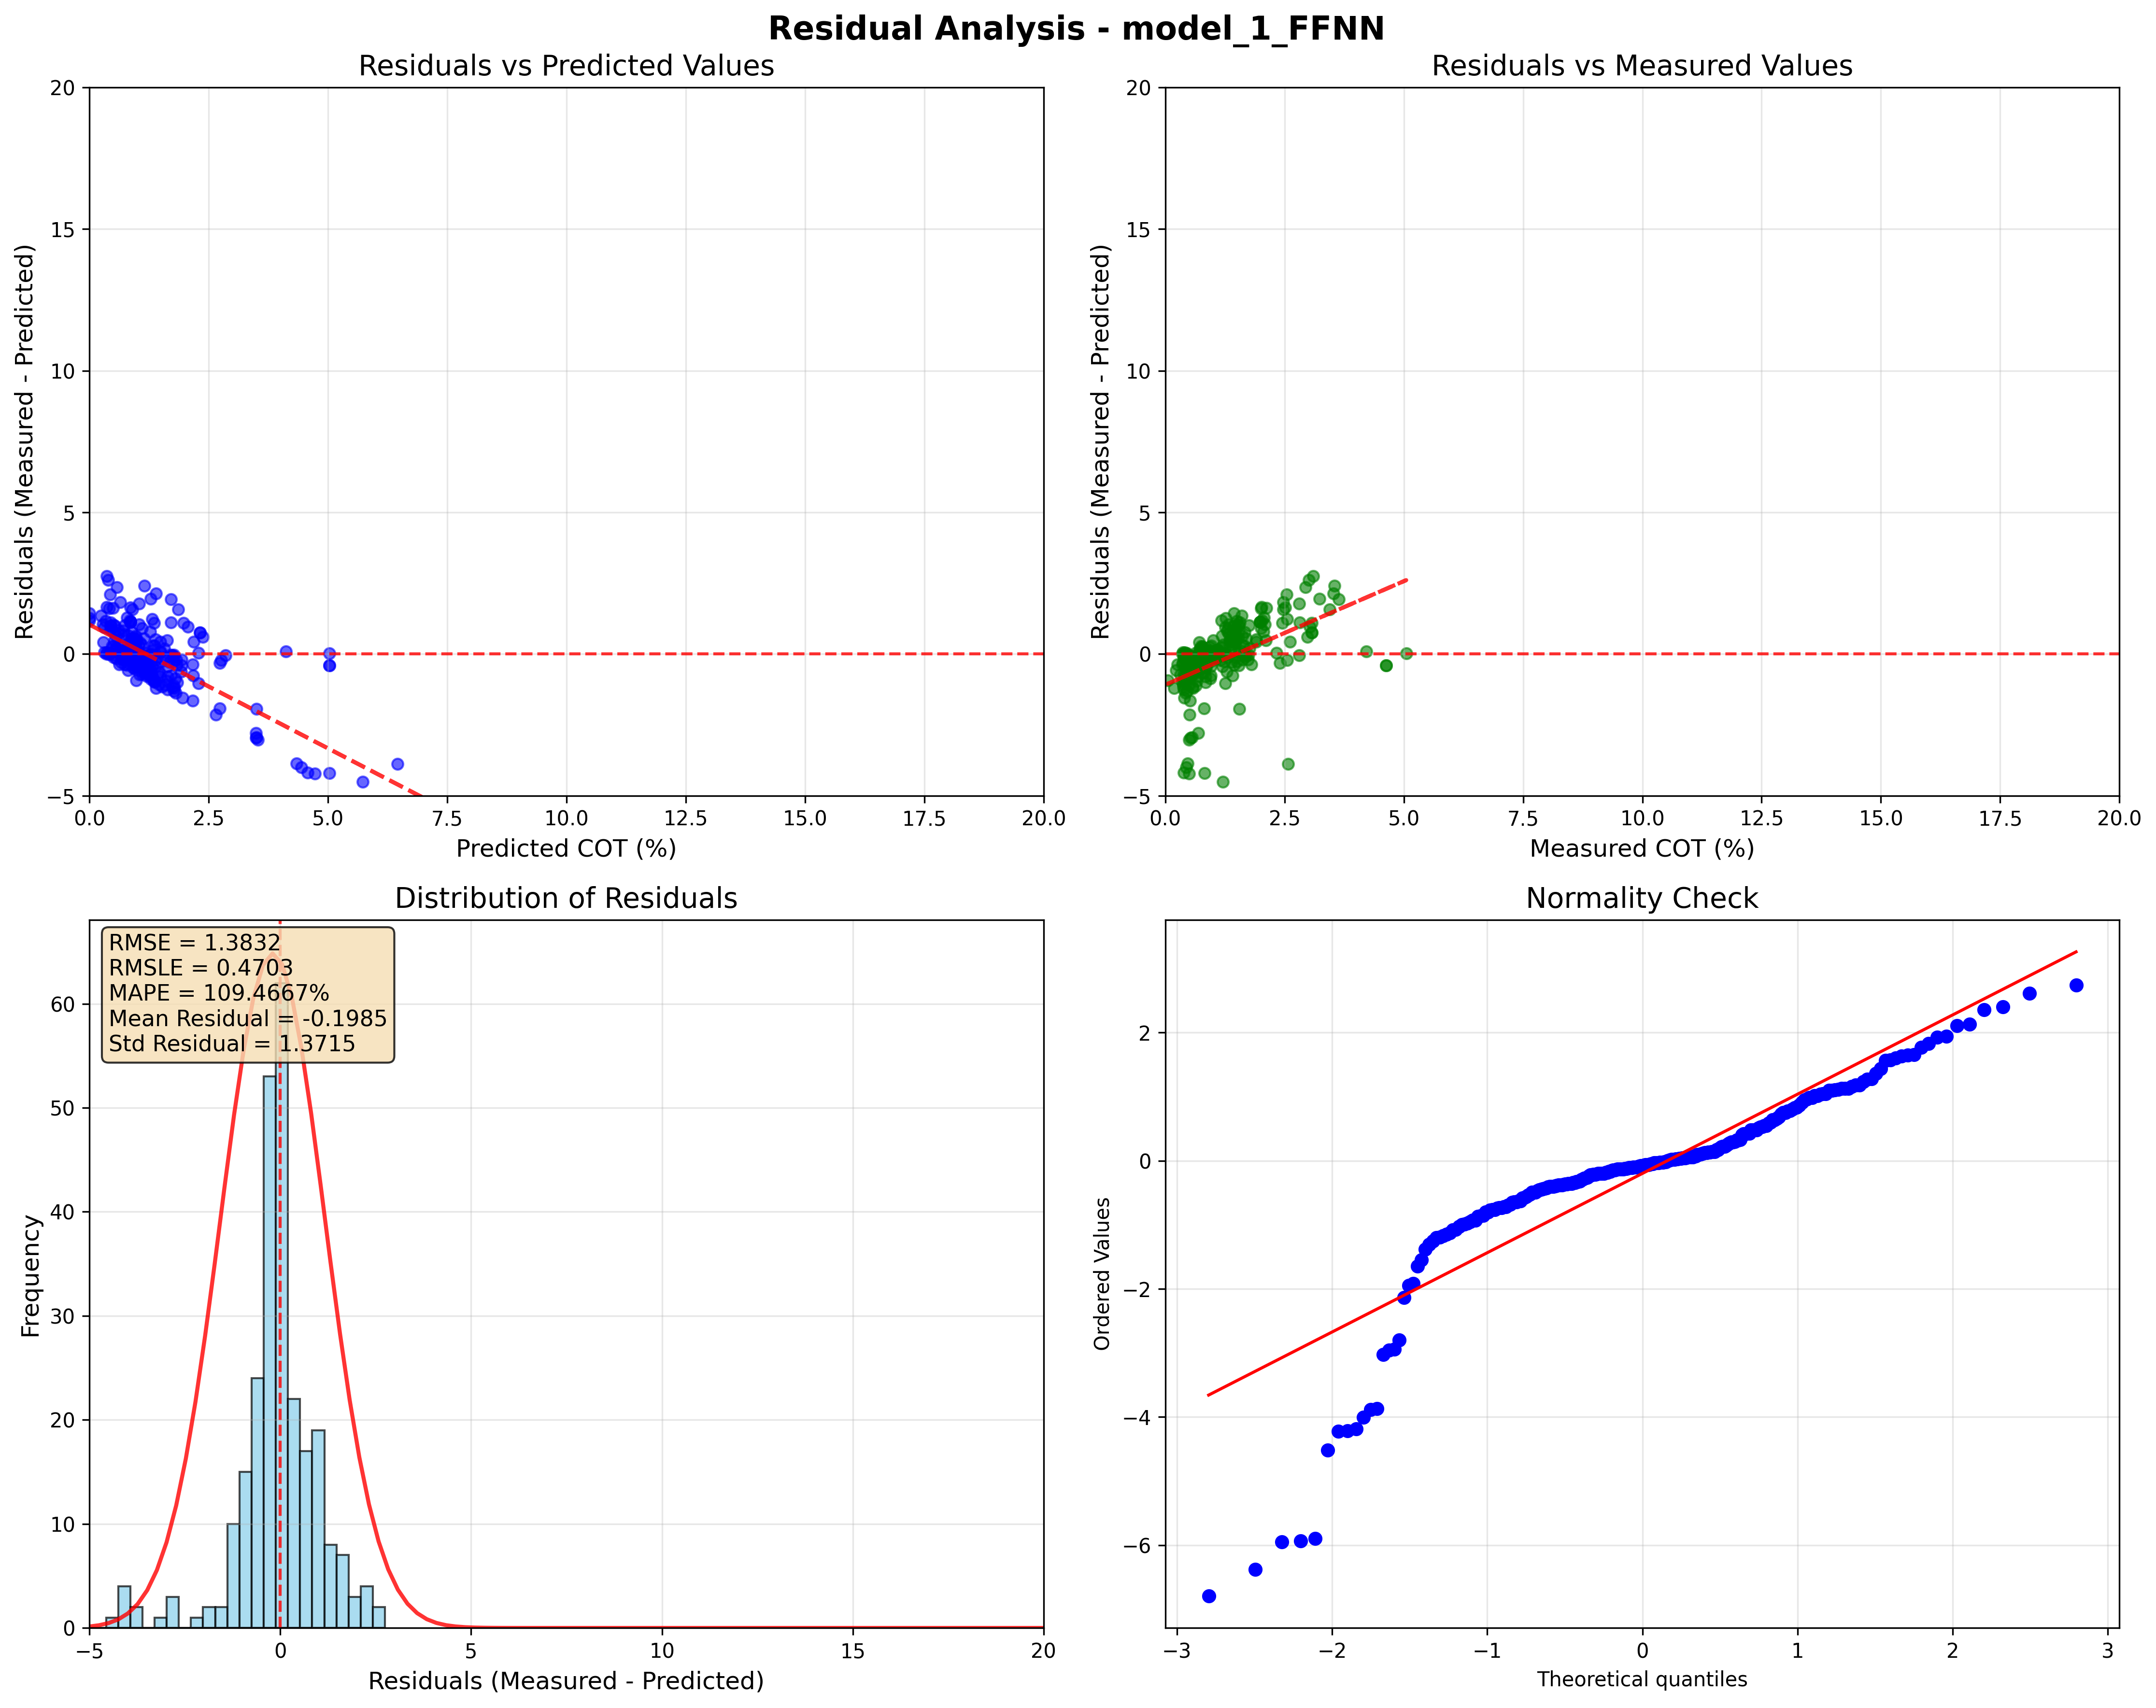 Residual Analysis - model_1_FFNN
Residuals vs Predicted Values
20
15
10
5
0
−5
0.0 2.5 5.0 7.5 10.0 12.5 15.0 17.5 20.0
Residuals (Measured - Predicted)
Predicted COT (%)
Residuals vs Measured Values
20
15
10
5
0
−5
0.0 2.5 5.0 7.5 10.0 12.5 15.0 17.5 20.0
Residuals (Measured - Predicted)
Measured COT (%)
Distribution of Residuals
RMSE = 1.3832
RMSLE = 0.4703
MAPE = 109.4667%
Mean Residual = -0.1985
Std Residual = 1.3715
60
50
40
30
20
10
0
−5 0 5 10 15 20
Frequency
Residuals (Measured - Predicted)
Normality Check
2
0
−2
−4
−6
−3 −2 −1 0 1 2 3
Ordered Values
Theoretical quantiles